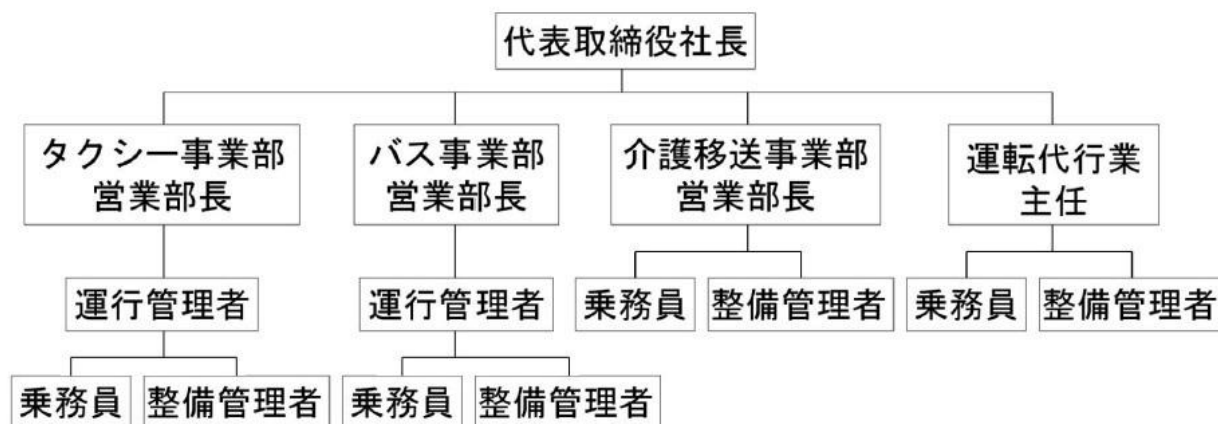 代表取締役社長
タクシー事業部
営業部長
バス事業部
営業部長
介護移送事業部
営業部長
運転代行業
主任
運行管理者
運行管理者
乗務員
整備管理者
乗務員
整備管理者
乗務員
整備管理者
乗務員
整備管理者